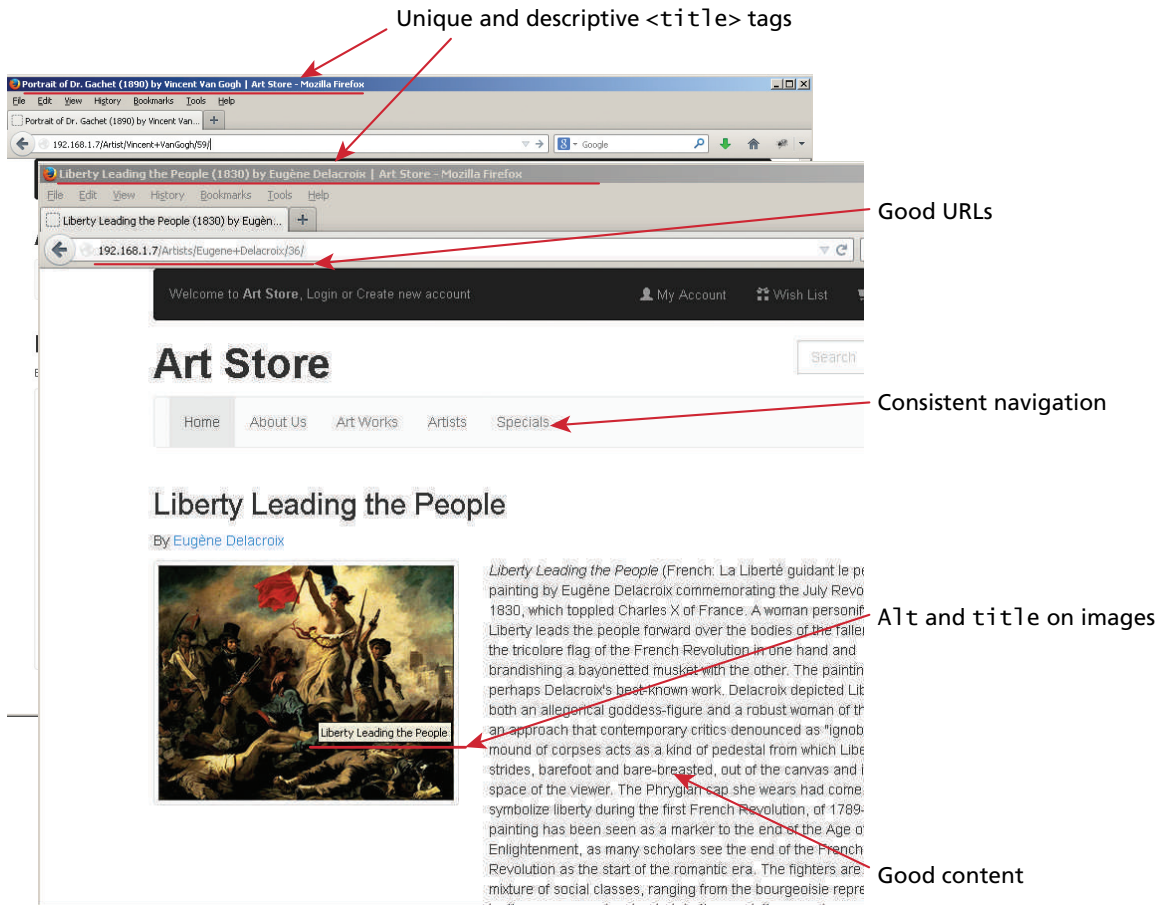 Unique and descriptive <title> tags
Portrait of Dr. Gachet (1890) by Vincent Van Gogh | Art Store - Mozilla Firefox
File Edit View History Bookmarks Tools Help
Portrait of Dr. Gachet (1890) by Vincent Van...
192.168.1.7/Artist/Vincent+VanGogh/59/
Google
Liberty Leading the People (1830) by Eugène Delacroix | Art Store - Mozilla Firefox
File Edit View History Bookmarks Tools Help
Liberty Leading the People (1830) by Eugèn...
Good URLs
192.168.1.7/Artists/Eugene+Delacroix/36/
Welcome to Art Store, Login or Create new account My Account Wish List
Art Store
Search
Home About Us Art Works Artists Specials
Consistent navigation
Liberty Leading the People
By Eugène Delacroix
Liberty Leading the People (French: La Liberté guidant le pe
painting by Eugène Delacroix commemorating the July Revo
1830, which toppled Charles X of France. A woman personif
Liberty leads the people forward over the bodies of the faller
the tricolore flag of the French Revolution in one hand and
brandishing a bayonetted musket with the other. The paintin
perhaps Delacroix's best-known work. Delacroix depicted Lib
both an allegorical goddess-figure and a robust woman of th
an approach that contemporary critics denounced as "ignob
mound of corpses acts as a kind of pedestal from which Libe
strides, barefoot and bare-breasted, out of the canvas and i
space of the viewer. The Phrygian cap she wears had come
symbolize liberty during the first French Revolution, of 1789-
painting has been seen as a marker to the end of the Age o
Enlightenment, as many scholars see the end of the French
Revolution as the start of the romantic era. The fighters are
mixture of social classes, ranging from the bourgeoisie repre
Alt and title on images
Liberty Leading the People
Good content